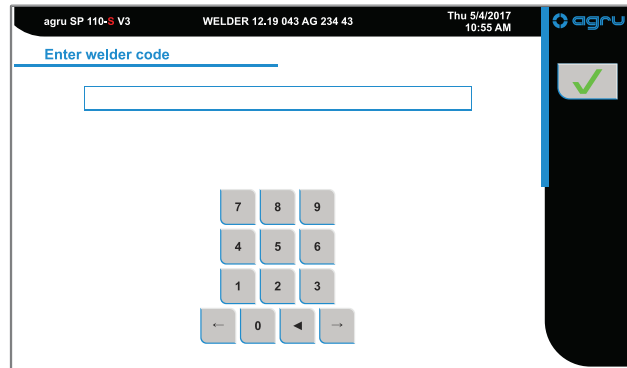 agru SP 110-S V3 WELDER 12.19 043 AG 234 43 Thu 5/4/2017
10:55 AM
agru
Enter welder code
7 8 9
4 5 6
1 2 3
← 0 ◄ →